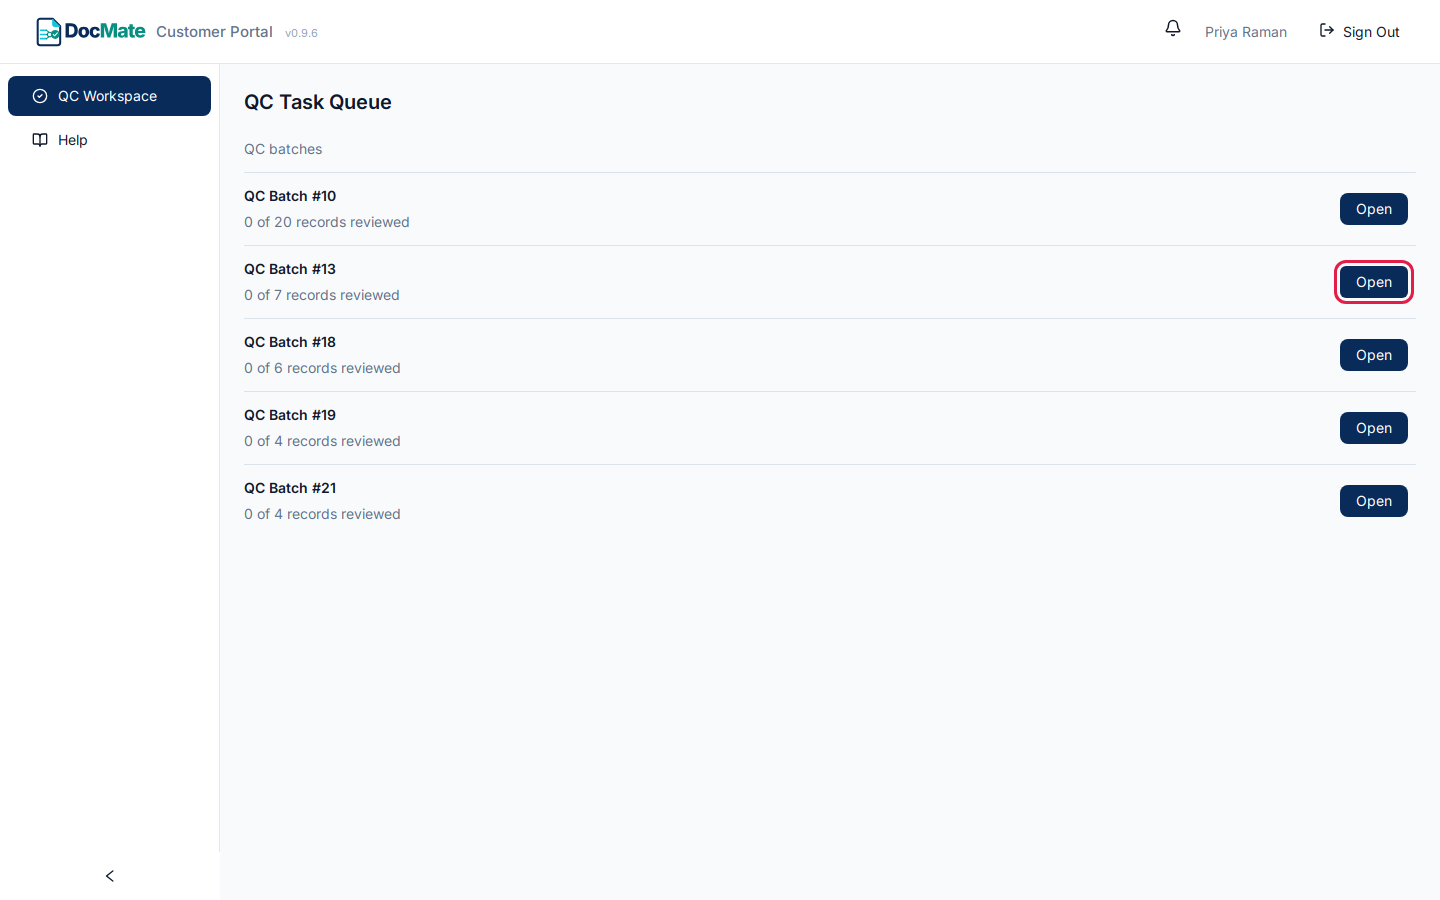 DocMate Customer Portal v0.9.6
Priya Raman
Sign Out
QC Workspace
Help
QC Task Queue
QC batches
QC Batch #10
0 of 20 records reviewed
Open
QC Batch #13
0 of 7 records reviewed
Open
QC Batch #18
0 of 6 records reviewed
Open
QC Batch #19
0 of 4 records reviewed
Open
QC Batch #21
0 of 4 records reviewed
Open